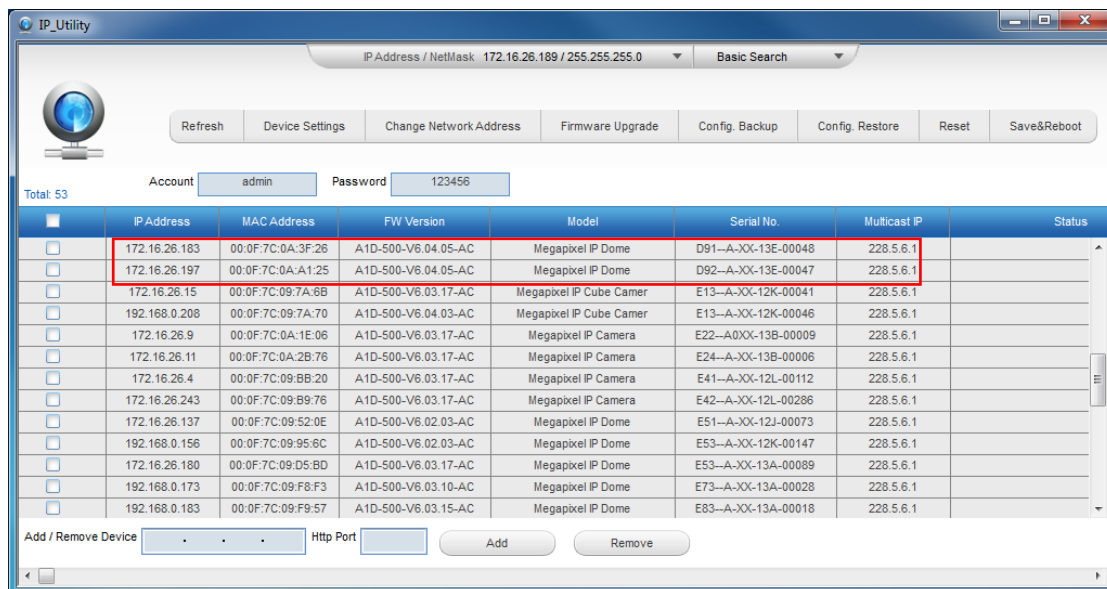 IP_Utility
IP Address / NetMask 172.16.26.189 / 255.255.255.0 Basic Search
Refresh Device Settings Change Network Address Firmware Upgrade Config. Backup Config. Restore Reset Save&Reboot
Account admin Password 123456
Total: 53
IP Address MAC Address FW Version Model Serial No. Multicast IP Status
172.16.26.183 00:0F:7C:0A:3F:26 A1D-500-V6.04.05-AC Megapixel IP Dome D91--A-XX-13E-00048 228.5.6.1
172.16.26.197 00:0F:7C:0A:A1:25 A1D-500-V6.04.05-AC Megapixel IP Dome D92--A-XX-13E-00047 228.5.6.1
172.16.26.15 00:0F:7C:09:7A:6B A1D-500-V6.03.17-AC Megapixel IP Cube Camer E13--A-XX-12K-00041 228.5.6.1
192.168.0.208 00:0F:7C:09:7A:70 A1D-500-V6.04.03-AC Megapixel IP Cube Camer E13--A-XX-12K-00046 228.5.6.1
172.16.26.9 00:0F:7C:0A:1E:06 A1D-500-V6.03.17-AC Megapixel IP Camera E22--A0XX-13B-00009 228.5.6.1
172.16.26.11 00:0F:7C:0A:2B:76 A1D-500-V6.03.17-AC Megapixel IP Camera E24--A-XX-13B-00006 228.5.6.1
172.16.26.4 00:0F:7C:09:BB:20 A1D-500-V6.03.17-AC Megapixel IP Camera E41--A-XX-12L-00112 228.5.6.1
172.16.26.243 00:0F:7C:09:B9:76 A1D-500-V6.03.17-AC Megapixel IP Camera E42--A-XX-12L-00286 228.5.6.1
172.16.26.137 00:0F:7C:09:52:0E A1D-500-V6.02.03-AC Megapixel IP Dome E51--A-XX-12J-00073 228.5.6.1
192.168.0.156 00:0F:7C:09:95:6C A1D-500-V6.02.03-AC Megapixel IP Dome E53--A-XX-12K-00147 228.5.6.1
172.16.26.180 00:0F:7C:09:D5:BD A1D-500-V6.03.17-AC Megapixel IP Dome E53--A-XX-13A-00089 228.5.6.1
192.168.0.173 00:0F:7C:09:F8:F3 A1D-500-V6.03.10-AC Megapixel IP Dome E73--A-XX-13A-00028 228.5.6.1
192.168.0.183 00:0F:7C:09:F9:57 A1D-500-V6.03.15-AC Megapixel IP Dome E83--A-XX-13A-00018 228.5.6.1
Add / Remove Device . . . Http Port Add Remove